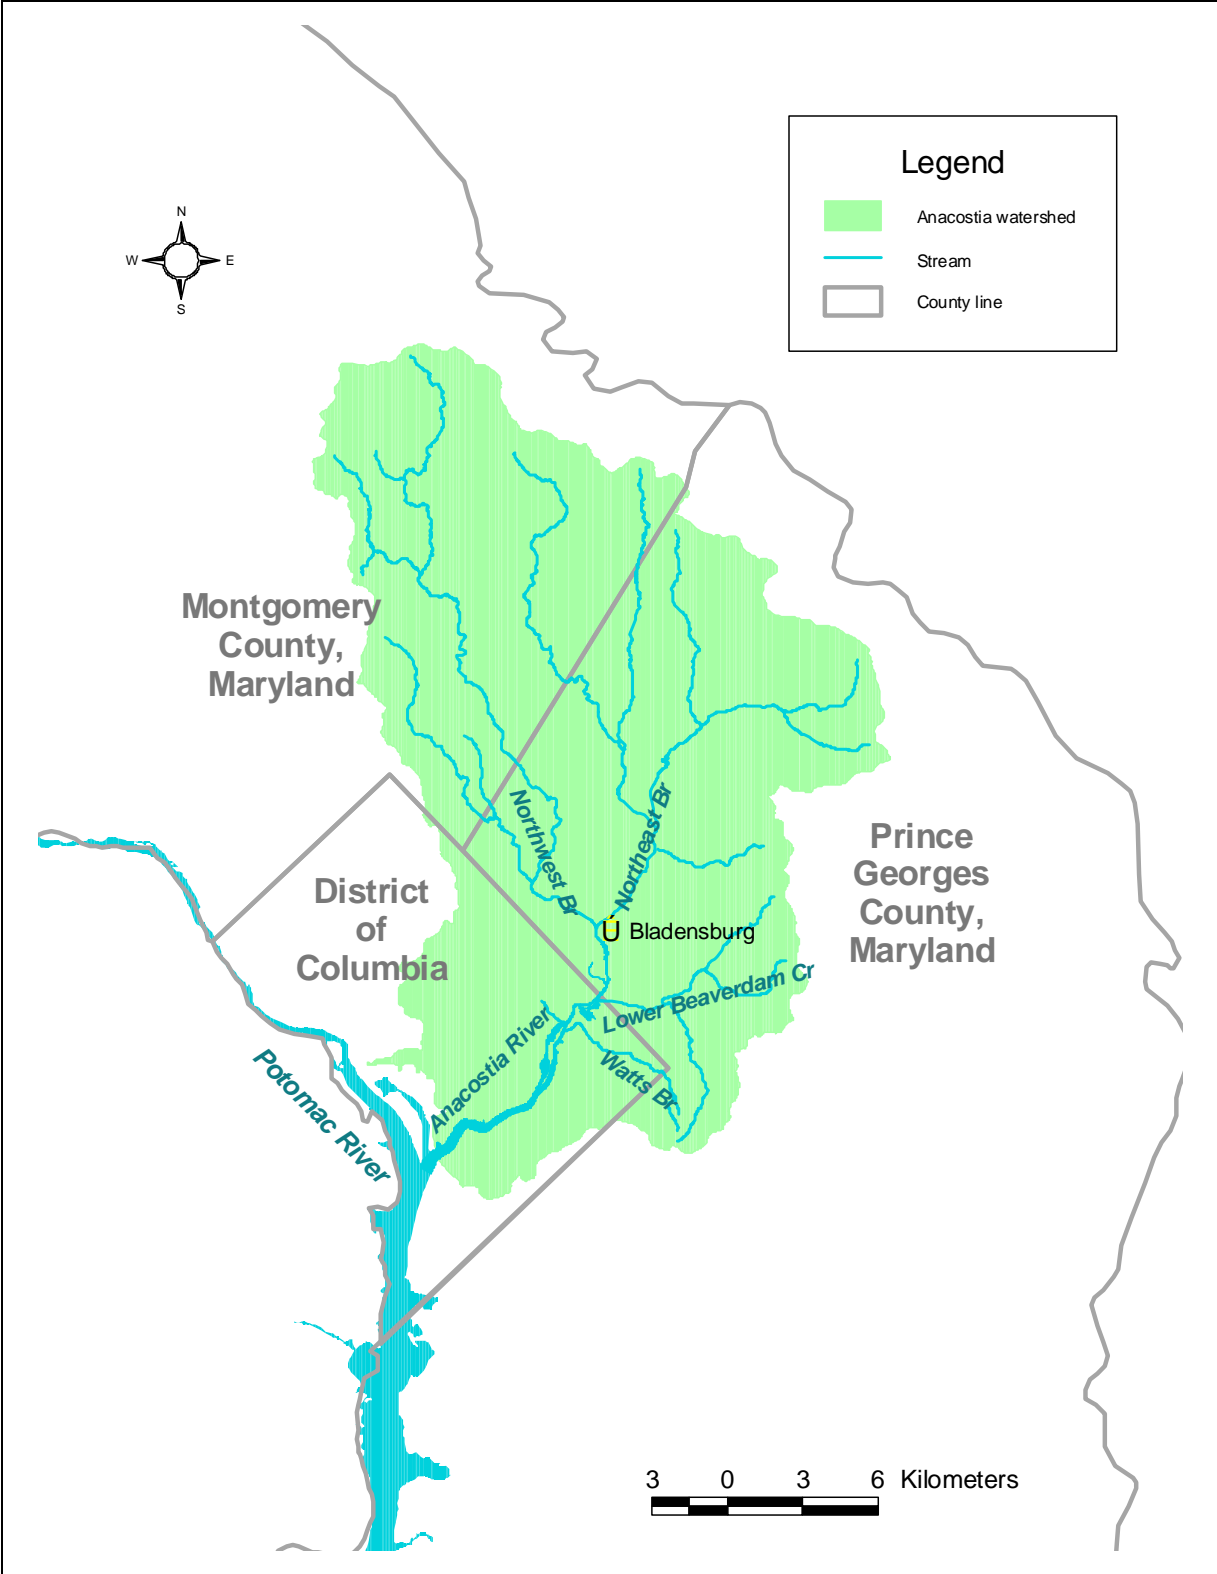 Legend
Anacostia watershed
Stream
County line
N
W E
S
Montgomery
County,
Maryland
Northwest Br
Northeast Br
Prince
Georges
County,
Maryland
District
of
Columbia
Ú Bladensburg
Lower Beaverdam Cr
Anacostia River
Watts Br
Potomac River
3 0 3 6 Kilometers